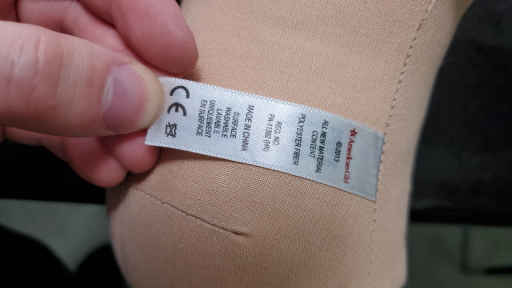 American Girl
©2013
ALL NEW MATERIAL
CONTENT
POLYESTER FIBER
REG. NO.
MADE IN CHINA
SURFACE
WASHABLE
UNIQUEMENT
LAVABLE
EN SURFACE
CE